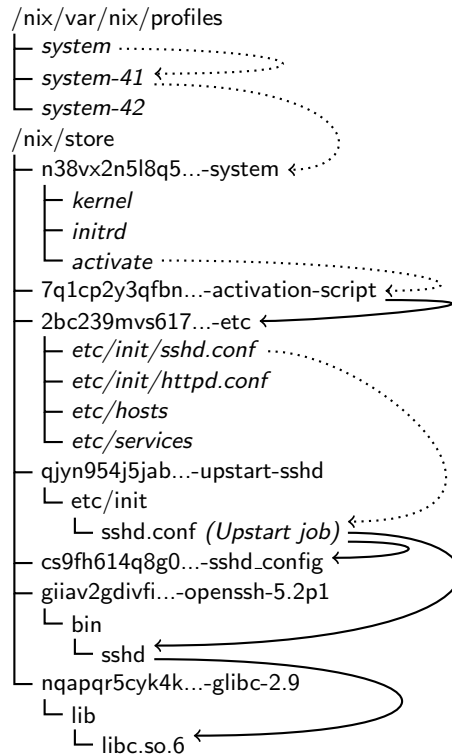 /nix/var/nix/profiles
system
system-41
system-42
/nix/store
n38vx2n5l8q5...-system
kernel
initrd
activate
7q1cp2y3qfbn...-activation-script
2bc239mvs617...-etc
etc/init/sshd.conf
etc/init/httpd.conf
etc/hosts
etc/services
qjyn954j5jab...-upstart-sshd
etc/init
sshd.conf (Upstart job)
cs9fh614q8g0...-sshd_config
giiav2gdivfi...-openssh-5.2p1
bin
sshd
nqapqr5cyk4k...-glibc-2.9
lib
libc.so.6